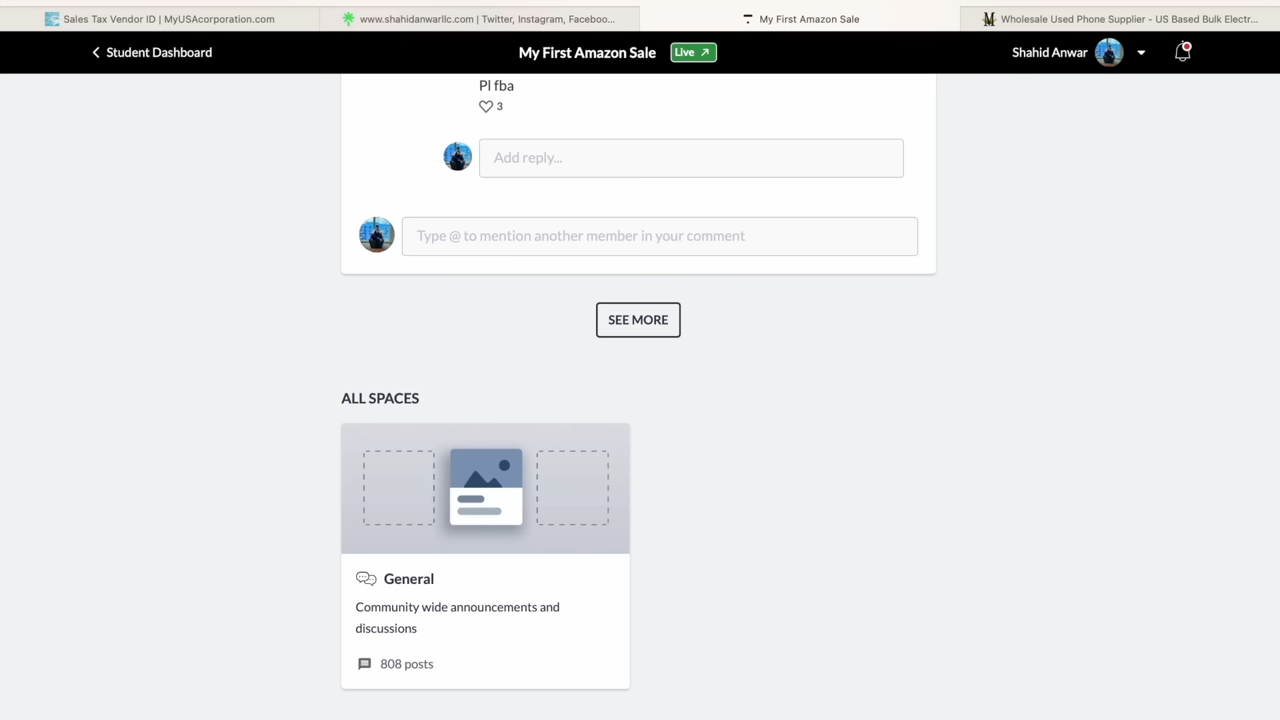 Sales Tax Vendor ID | MyUSAcorporation.com
www.shahidanwarllc.com | Twitter, Instagram, Faceboo...
My First Amazon Sale
Wholesale Used Phone Supplier - US Based Bulk Electr...
Student Dashboard
My First Amazon Sale
Live
Shahid Anwar
Pl fba
3
Add reply...
Type @ to mention another member in your comment
SEE MORE
ALL SPACES
General
Community wide announcements and
discussions
808 posts